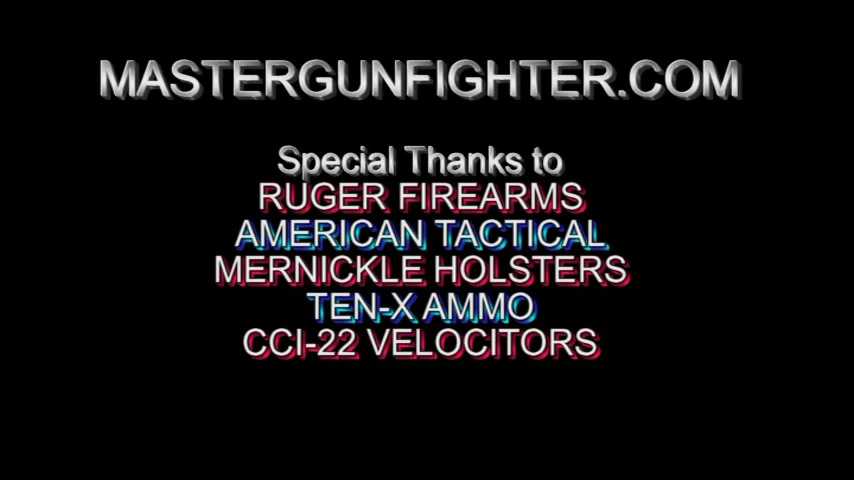 MASTERGUNFIGHTER.COM
Special Thanks to
RUGER FIREARMS
AMERICAN TACTICAL
MERNICKLE HOLSTERS
TEN-X AMMO
CCI-22 VELOCITORS